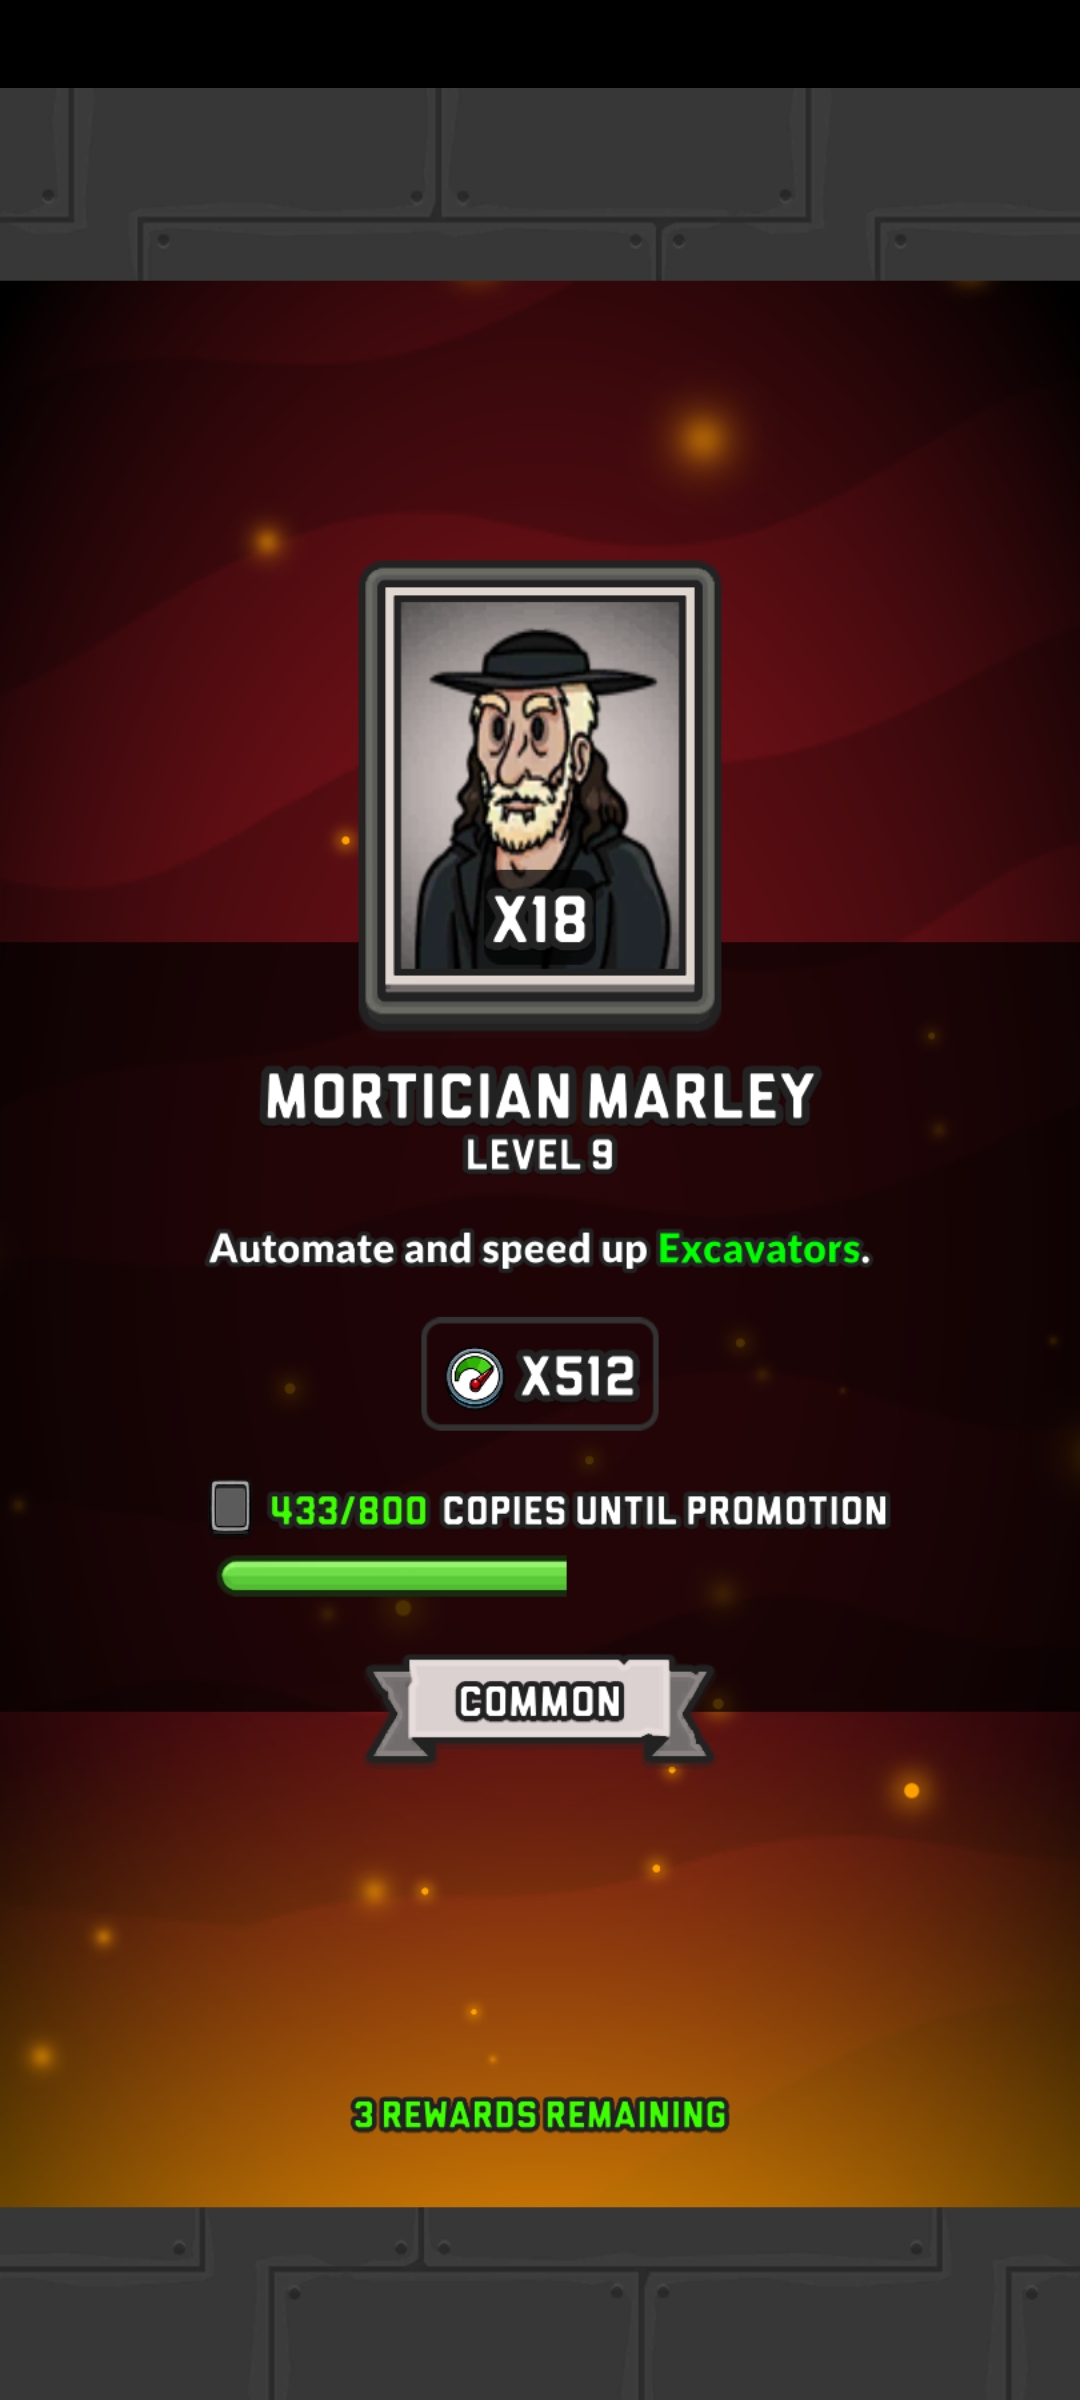 X18
MORTICIAN MARLEY
LEVEL 9
Automate and speed up Excavators.
X512
433/800 COPIES UNTIL PROMOTION
COMMON
3 REWARDS REMAINING